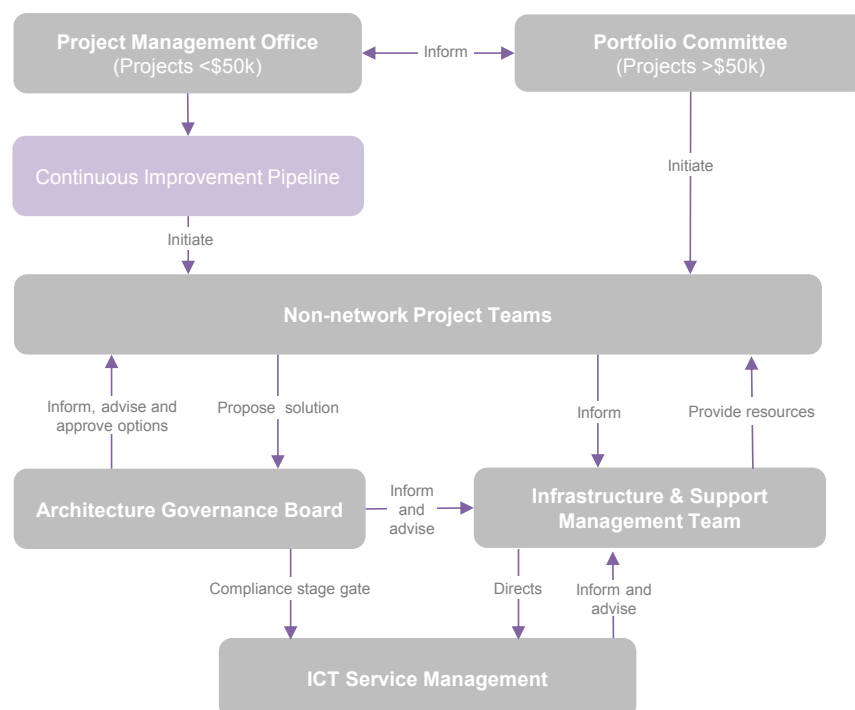 Project Management Office
(Projects <$50k)
Inform
Portfolio Committee
(Projects >$50k)
Continuous Improvement Pipeline
Initiate
Initiate
Non-network Project Teams
Inform, advise and
approve options
Propose solution
Inform
Provide resources
Architecture Governance Board
Inform
and
advise
Infrastructure & Support
Management Team
Compliance stage gate
Directs
Inform and
advise
ICT Service Management